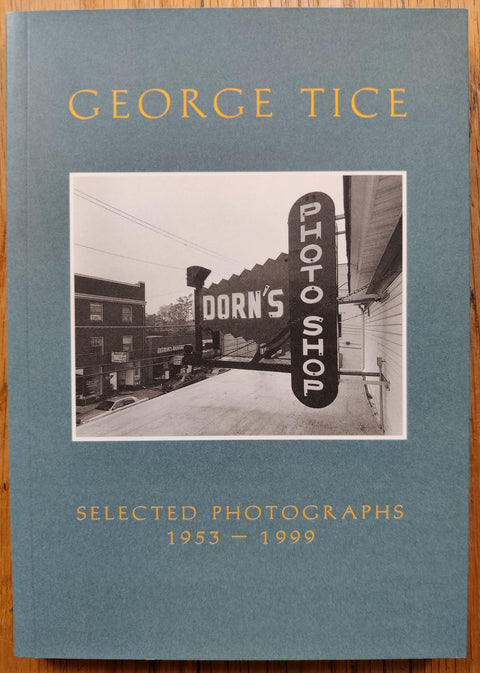 GEORGE TICE
DORN'S
PHOTO SHOP
SELECTED PHOTOGRAPHS
1953 — 1999